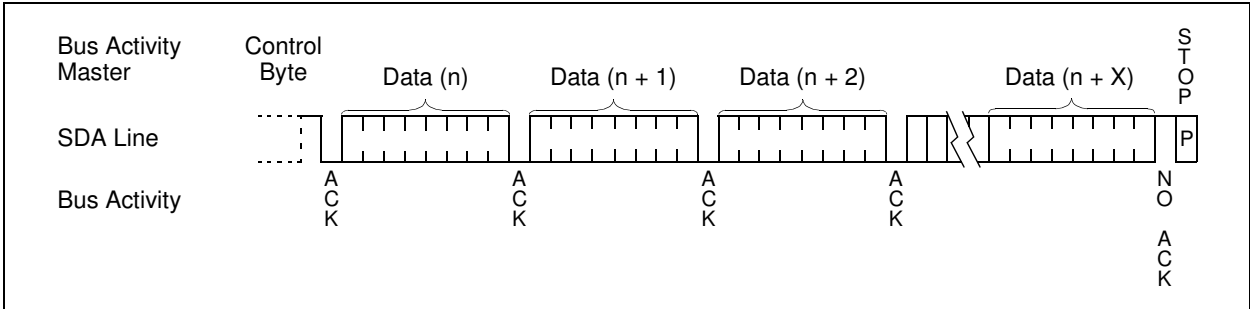 Bus Activity
Master
Control
Byte
Data (n)
Data (n + 1)
Data (n + 2)
Data (n + X)
STOP
SDA Line
P
Bus Activity
ACK
ACK
ACK
ACK
NO ACK